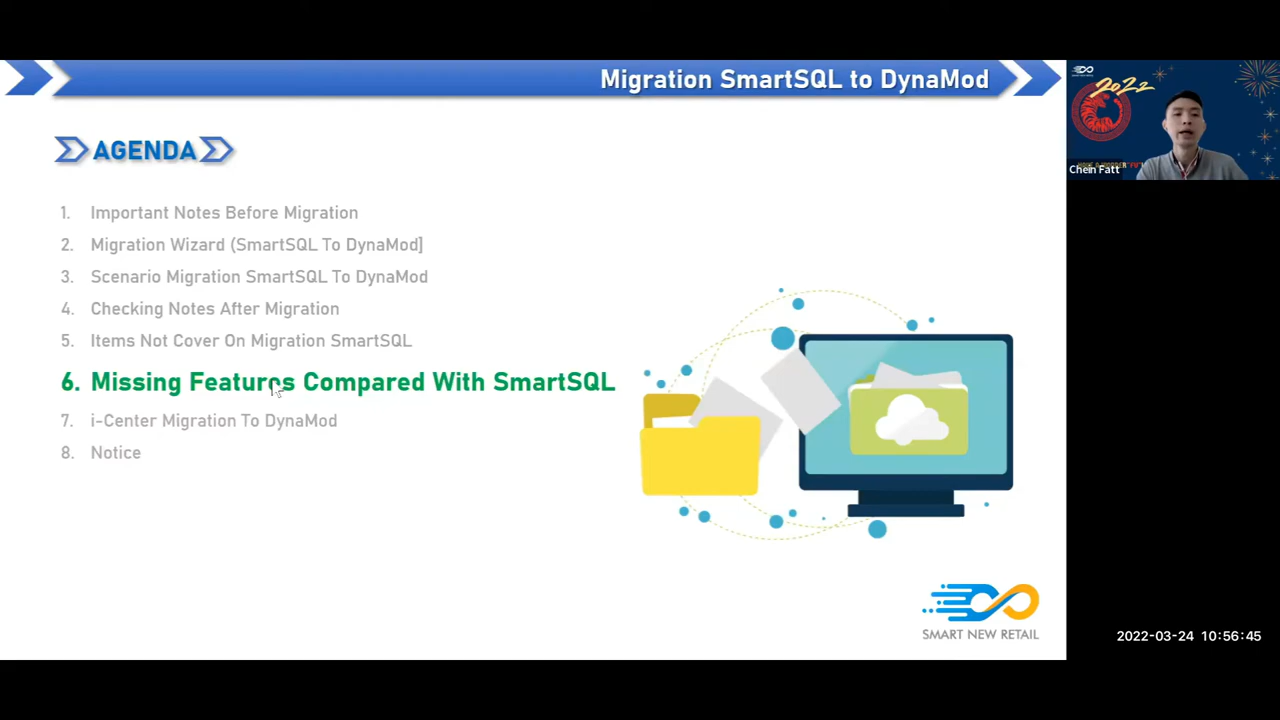 Migration SmartSQL to DynaMod
AGENDA
1. Important Notes Before Migration
2. Migration Wizard (SmartSQL To DynaMod]
3. Scenario Migration SmartSQL To DynaMod
4. Checking Notes After Migration
5. Items Not Cover On Migration SmartSQL
6. Missing Features Compared With SmartSQL
7. i-Center Migration To DynaMod
8. Notice
SMART NEW RETAIL
2022
Chein Fatt
2022-03-24 10:56:45